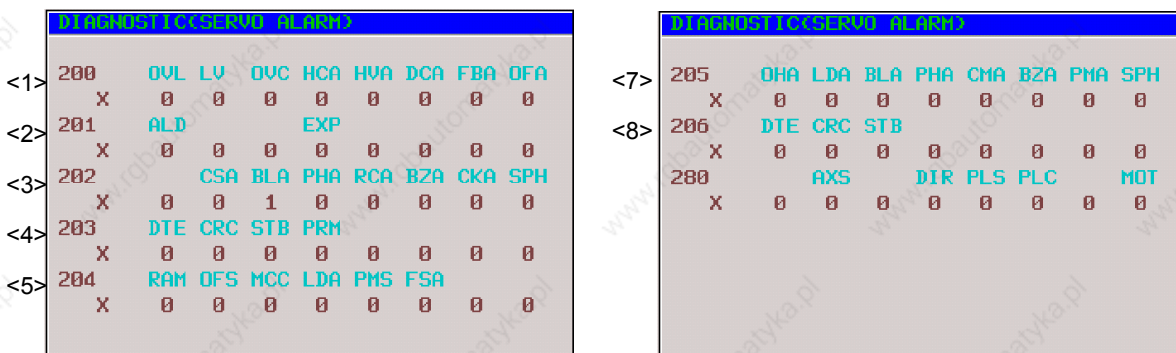 DIAGNOSTIC(SERVO ALARM)
<1> 200 OVL LV OVC HCA HVA DCA FBA OFA
X 0 0 0 0 0 0 0 0
<2> 201 ALD EXP
X 0 0 0 0 0 0 0 0
<3> 202 CSA BLA PHA RCA BZA CKA SPH
X 0 0 1 0 0 0 0 0
<4> 203 DTE CRC STB PRM
X 0 0 0 0 0 0 0 0
<5> 204 RAM OFS MCC LDA PMS FSA
X 0 0 0 0 0 0 0 0
DIAGNOSTIC(SERVO ALARM)
<7> 205 OHA LDA BLA PHA CMA BZA PMA SPH
X 0 0 0 0 0 0 0 0
<8> 206 DTE CRC STB
X 0 0 0 0 0 0 0 0
280 AXS DIR PLS PLC MOT
X 0 0 0 0 0 0 0 0